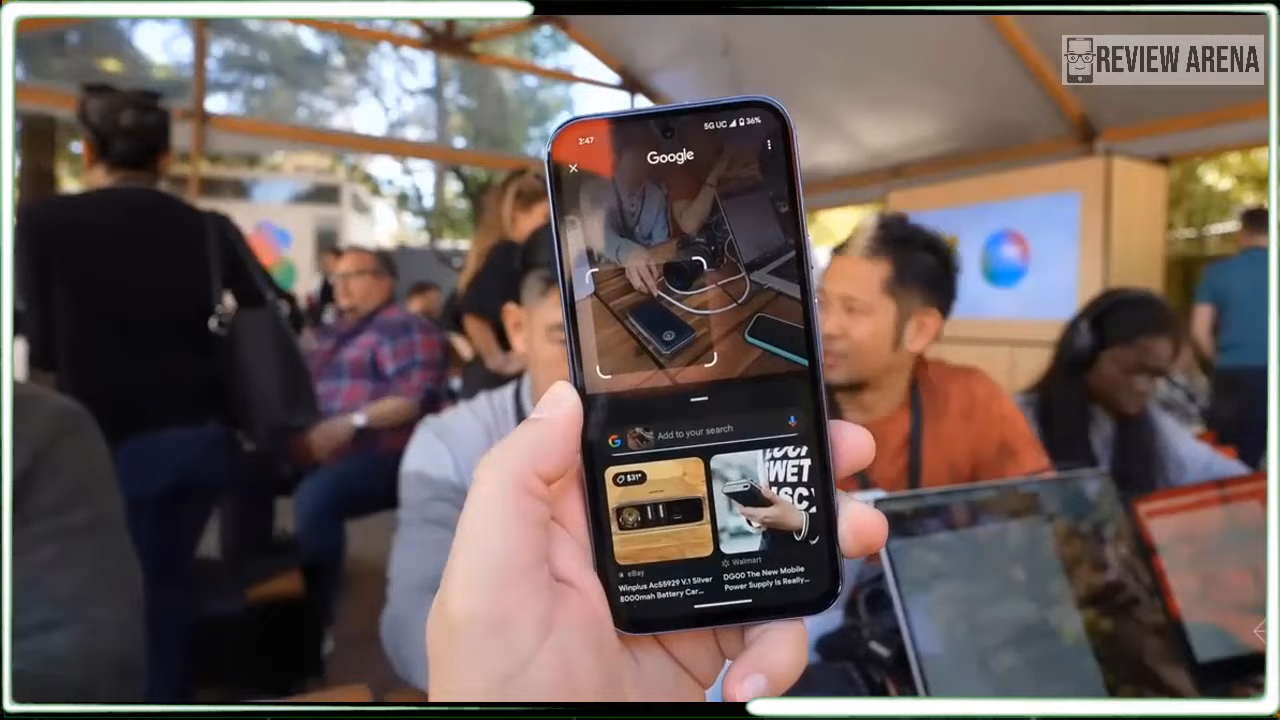 REVIEW ARENA
2:47
5G UC 36%
Google
Add to your search
$31*
eBay
Winplus Ac55929 V.1 Silver
8000mah Battery Car...
Walmart
DGOO The New Mobile
Power Supply Is Really...